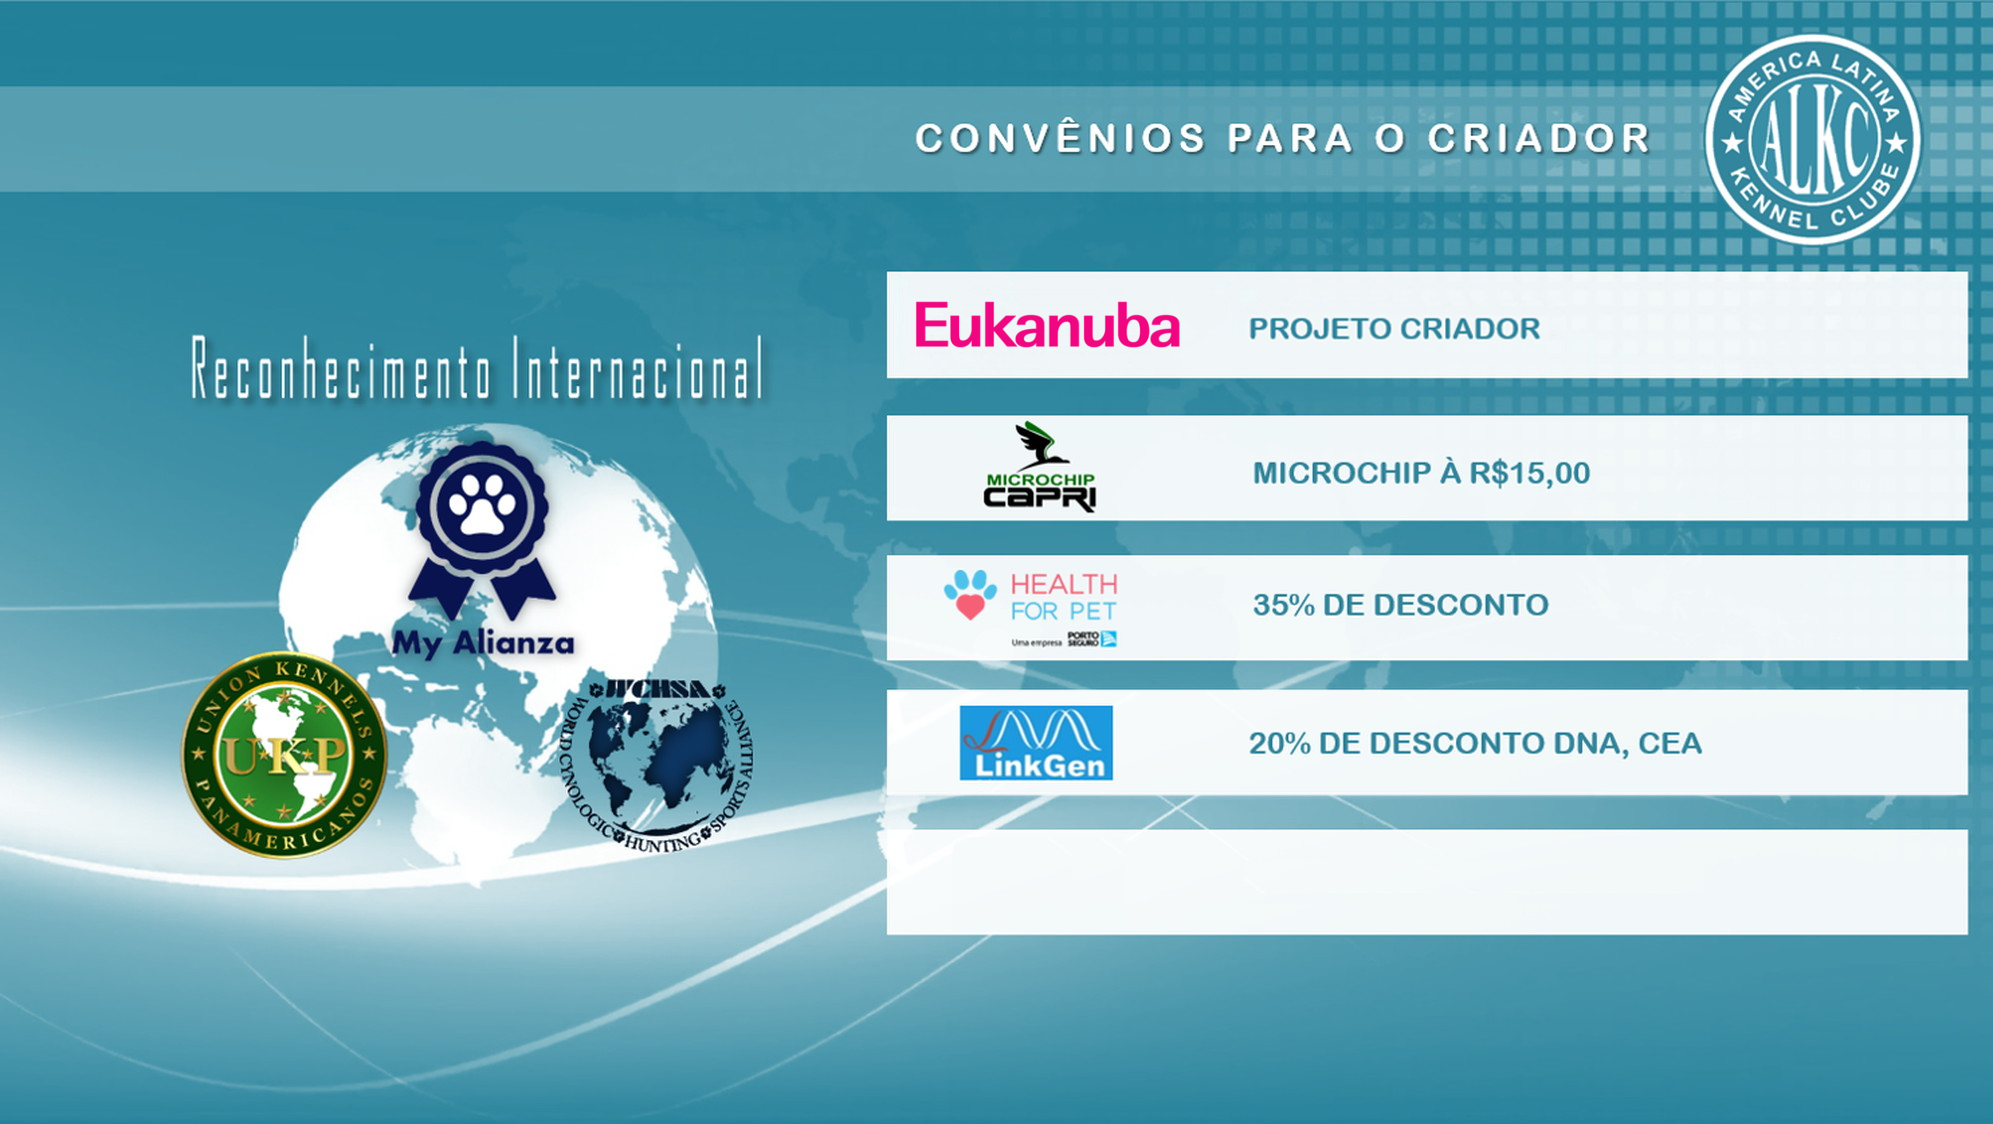 CONVÊNIOS PARA O CRIADOR
AMERICA LATINA
ALKC
KENNEL CLUBE
Reconhecimento Internacional
My Alianza
UNION KENNELS
UKP
PANAMERICANOS
WCHSA
WORLD CYNOLOGIC HUNTING SPORTS ALLIANCE
Eukanuba
PROJETO CRIADOR
MICROCHIP
CAPRI
MICROCHIP À R$15,00
HEALTH
FOR PET
Uma empresa PORTO
SEGURO
35% DE DESCONTO
LinkGen
20% DE DESCONTO DNA, CEA